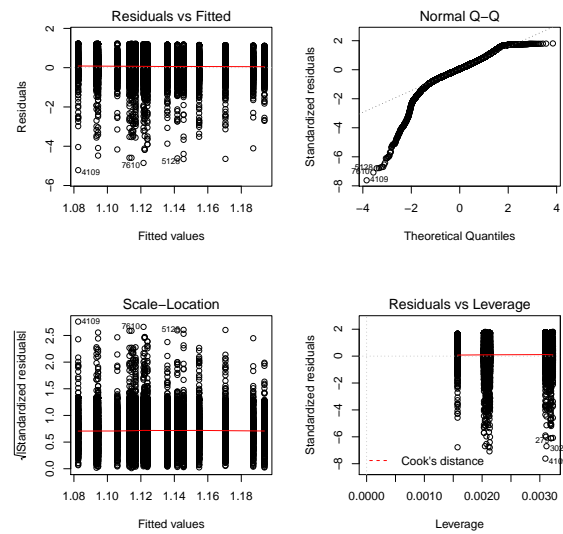 Residuals vs Fitted
Residuals
2
0
−2
−4
−6
4109
7610
5128
1.08 1.10 1.12 1.14 1.16 1.18
Fitted values
Normal Q−Q
Standardized residuals
2
0
−2
−4
−6
−8
5128
7610
4109
−4 −2 0 2 4
Theoretical Quantiles
Scale−Location
√|Standardized residuals|
2.5
2.0
1.5
1.0
0.5
0.0
4109
7610
5128
1.08 1.10 1.12 1.14 1.16 1.18
Fitted values
Residuals vs Leverage
Standardized residuals
2
0
−2
−4
−6
−8
302
410
Cook's distance
0.0000 0.0010 0.0020 0.0030
Leverage